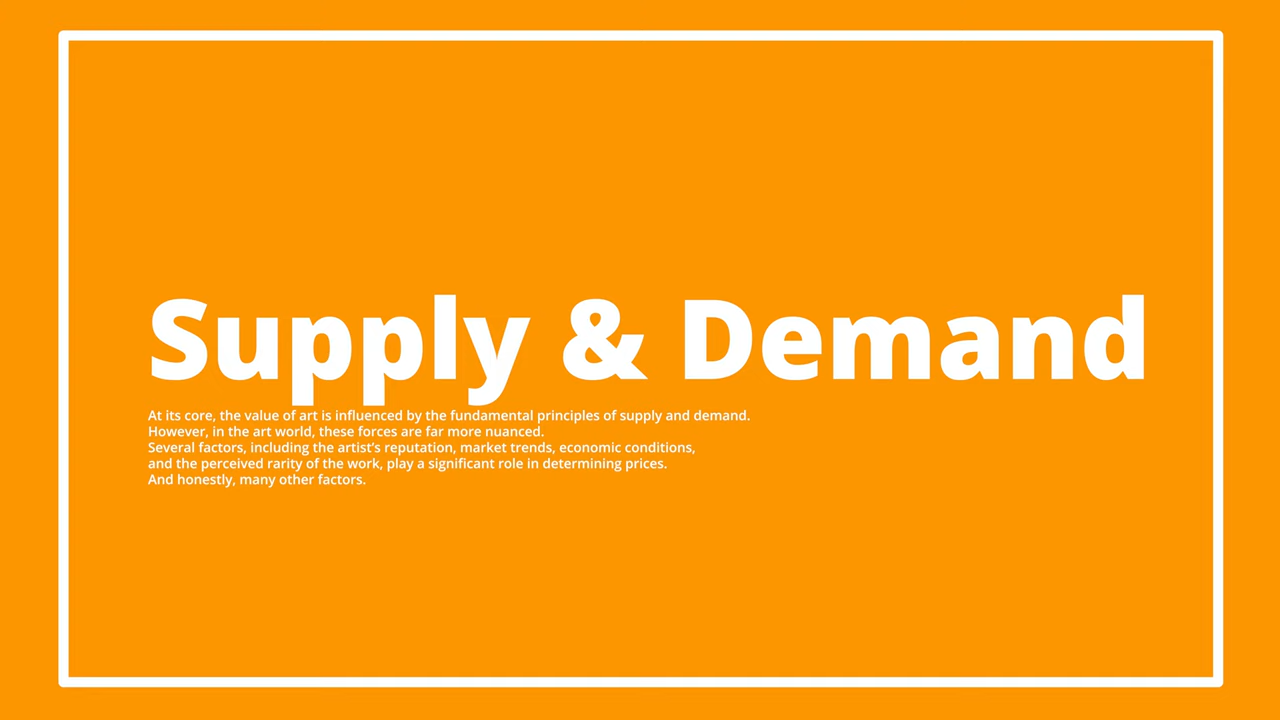 Supply & Demand
At its core, the value of art is influenced by the fundamental principles of supply and demand.
However, in the art world, these forces are far more nuanced.
Several factors, including the artist’s reputation, market trends, economic conditions,
and the perceived rarity of the work, play a significant role in determining prices.
And honestly, many other factors.